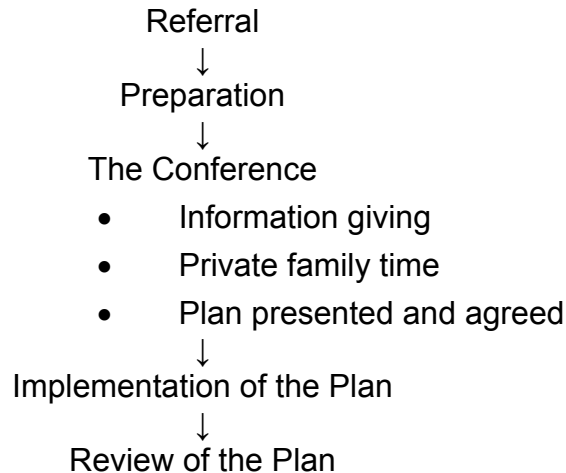 Referral
↓
Preparation
↓
The Conference
• Information giving
• Private family time
• Plan presented and agreed
↓
Implementation of the Plan
↓
Review of the Plan